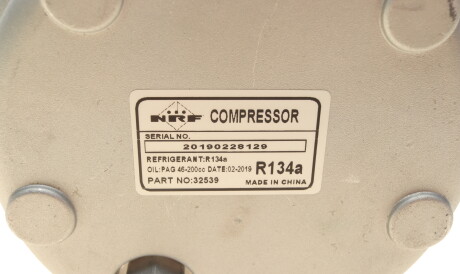 NRF COMPRESSOR
SERIAL NO.
20190228129
REFRIGERANT:R134a
OIL:PAG 46-200cc DATE:02-2019 R134a
PART NO:32539 MADE IN CHINA